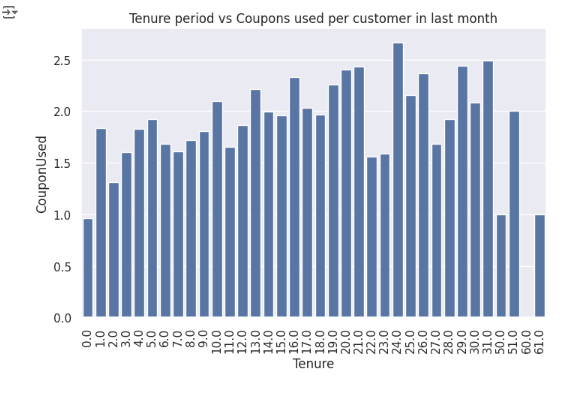 Tenure period vs Coupons used per customer in last month
CouponUsed
2.5
2.0
1.5
1.0
0.5
0.0
0.0 1.0 2.0 3.0 4.0 5.0 6.0 7.0 8.0 9.0 10.0 11.0 12.0 13.0 14.0 15.0 16.0 17.0 18.0 19.0 20.0 21.0 22.0 23.0 24.0 25.0 26.0 27.0 28.0 29.0 30.0 31.0 50.0 51.0 60.0 61.0
Tenure